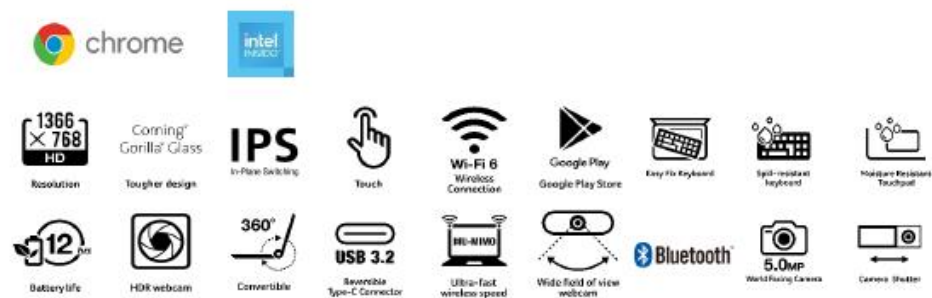 chrome
intel
INSIDE
1366
× 768
HD
Resolution
Corning®
Gorilla® Glass
Tougher design
IPS
In-Plane Switching
Touch
Wi-Fi 6
Wireless
Connection
Google Play
Google Play Store
Easy Fix Keyboard
Spill-resistant
keyboard
Moisture Resistant
Touchpad
12
Battery life
HDR webcam
360°
Convertible
USB 3.2
Reversible
Type-C Connector
MU-MIMO
Ultra-fast
wireless speed
Wide field of view
webcam
Bluetooth
5.0MP
World Facing Camera
Camera Shutter